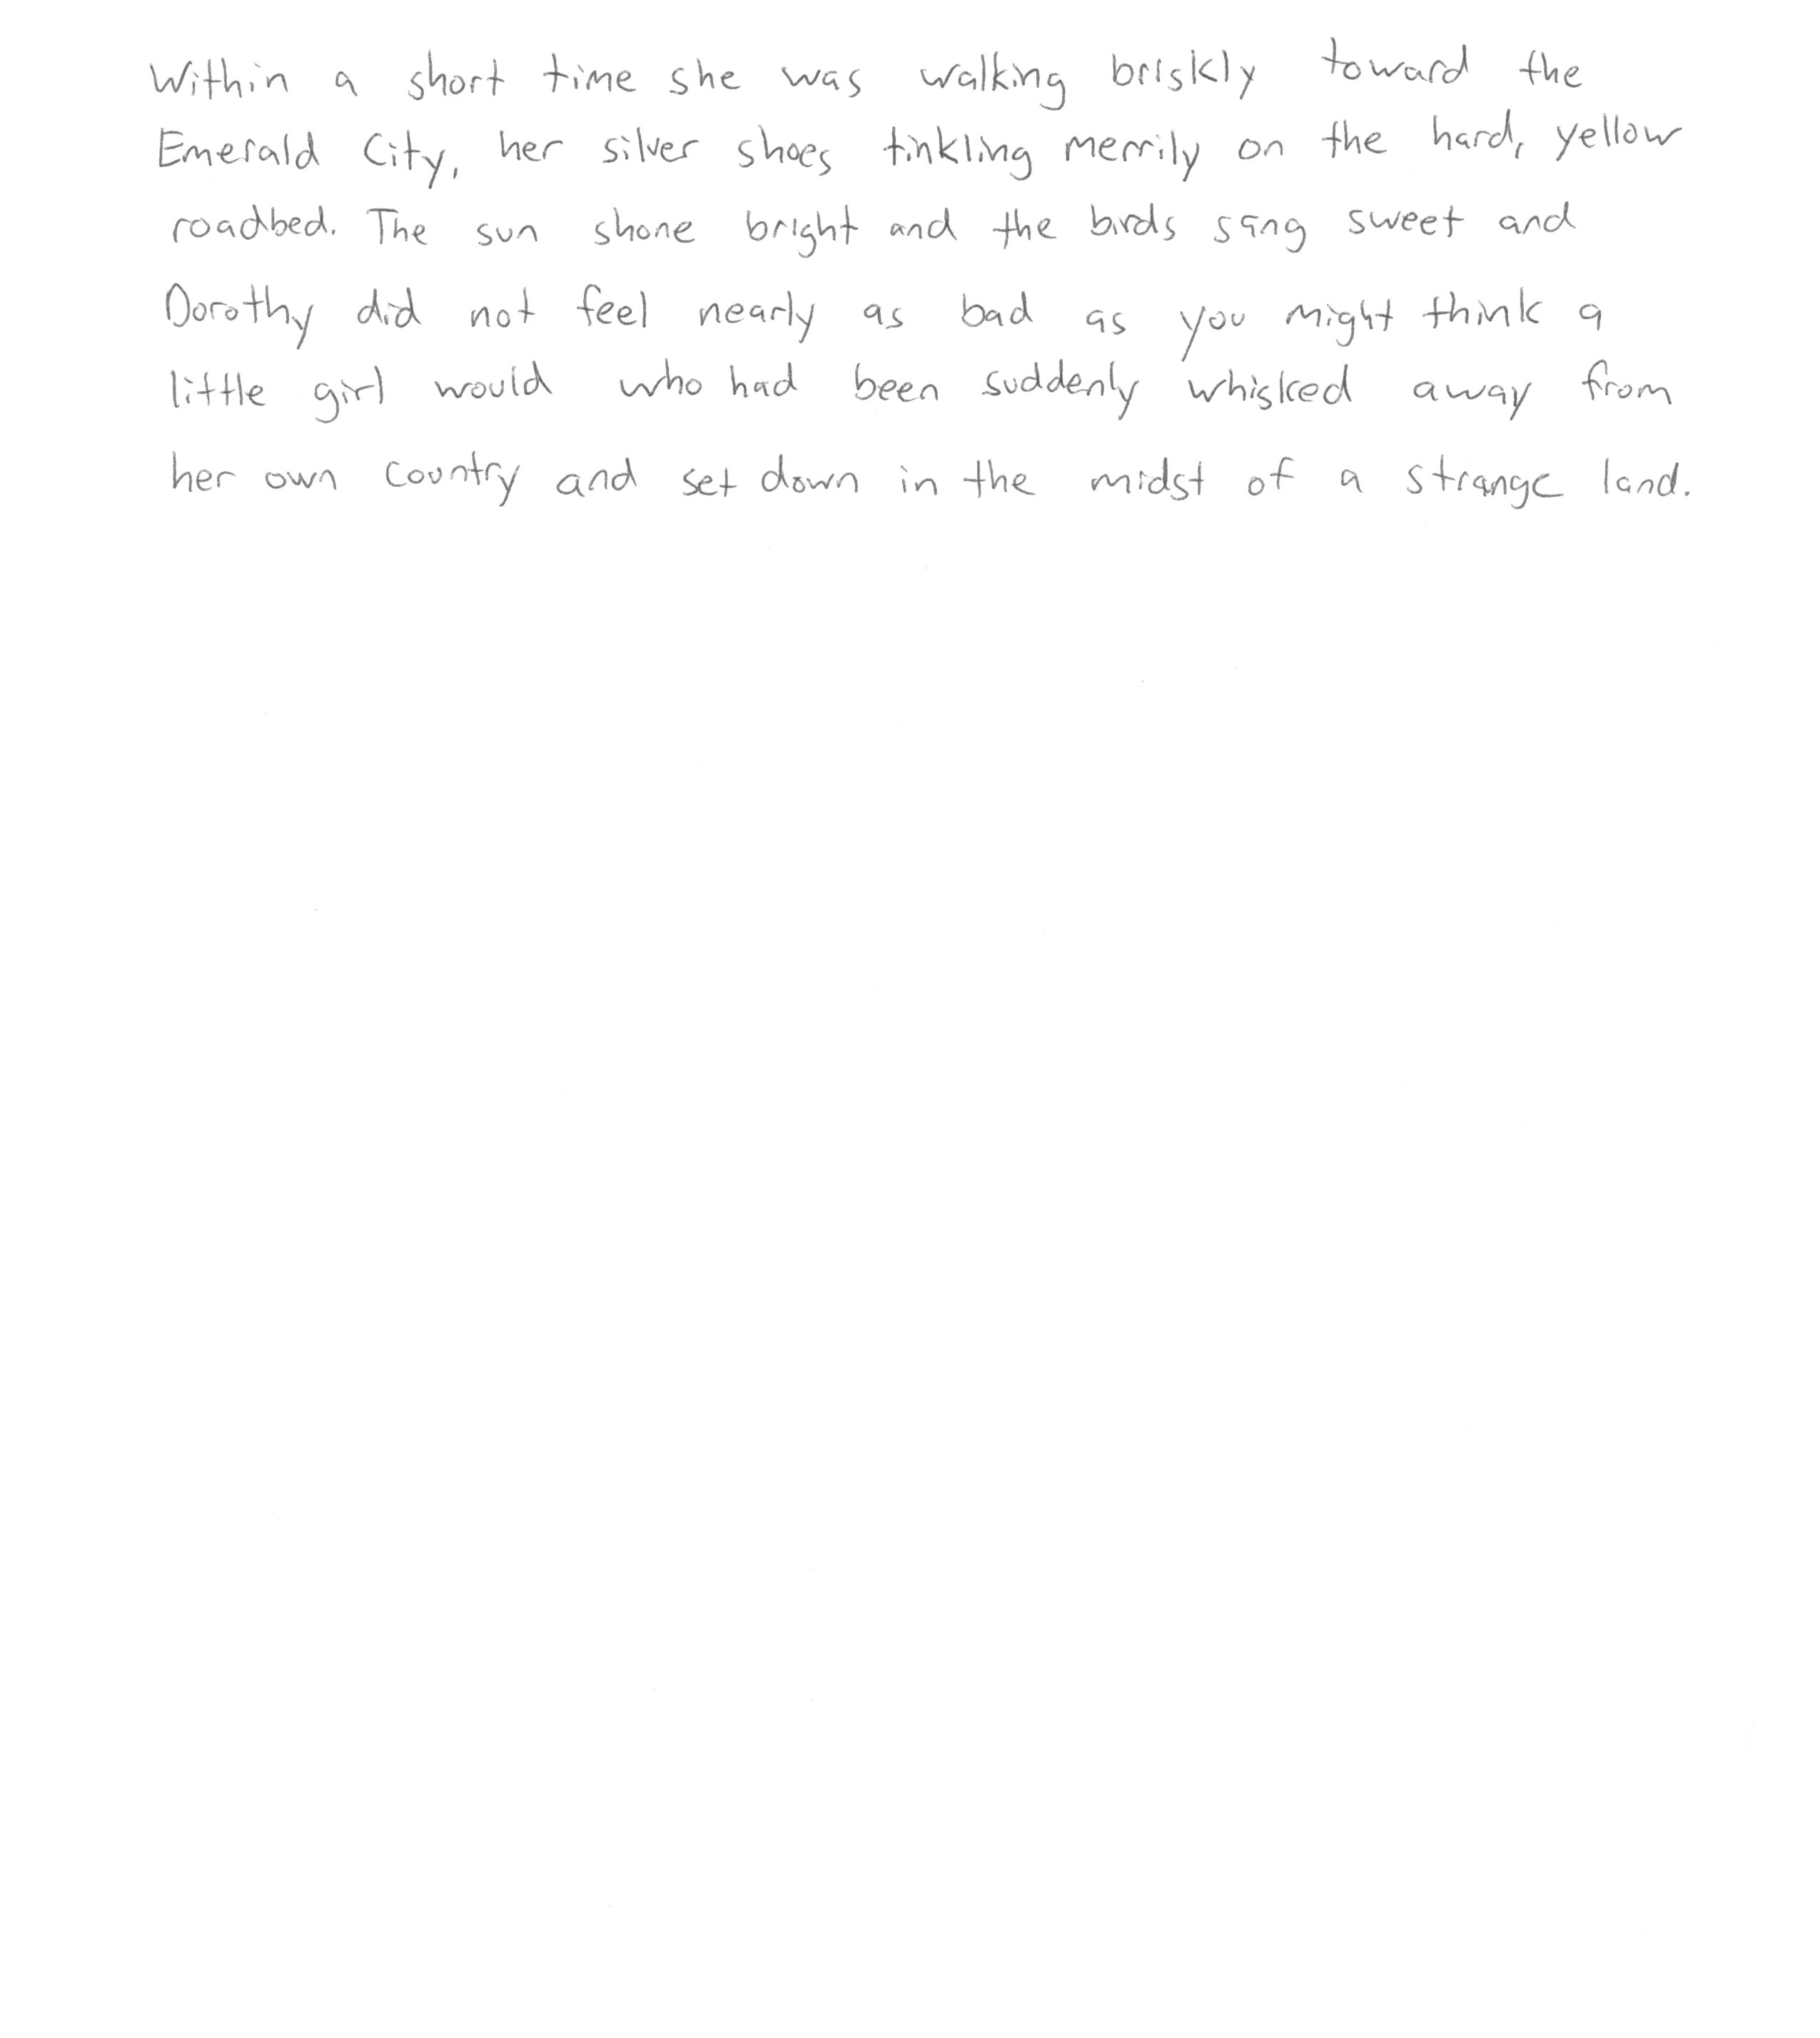 Within a short time she was walking briskly toward the
Emerald City, her silver shoes tinkling merrily on the hard, yellow
roadbed. The sun shone bright and the birds sang sweet and
Dorothy did not feel nearly as bad as you might think a
little girl would who had been suddenly whisked away from
her own country and set down in the midst of a strange land.